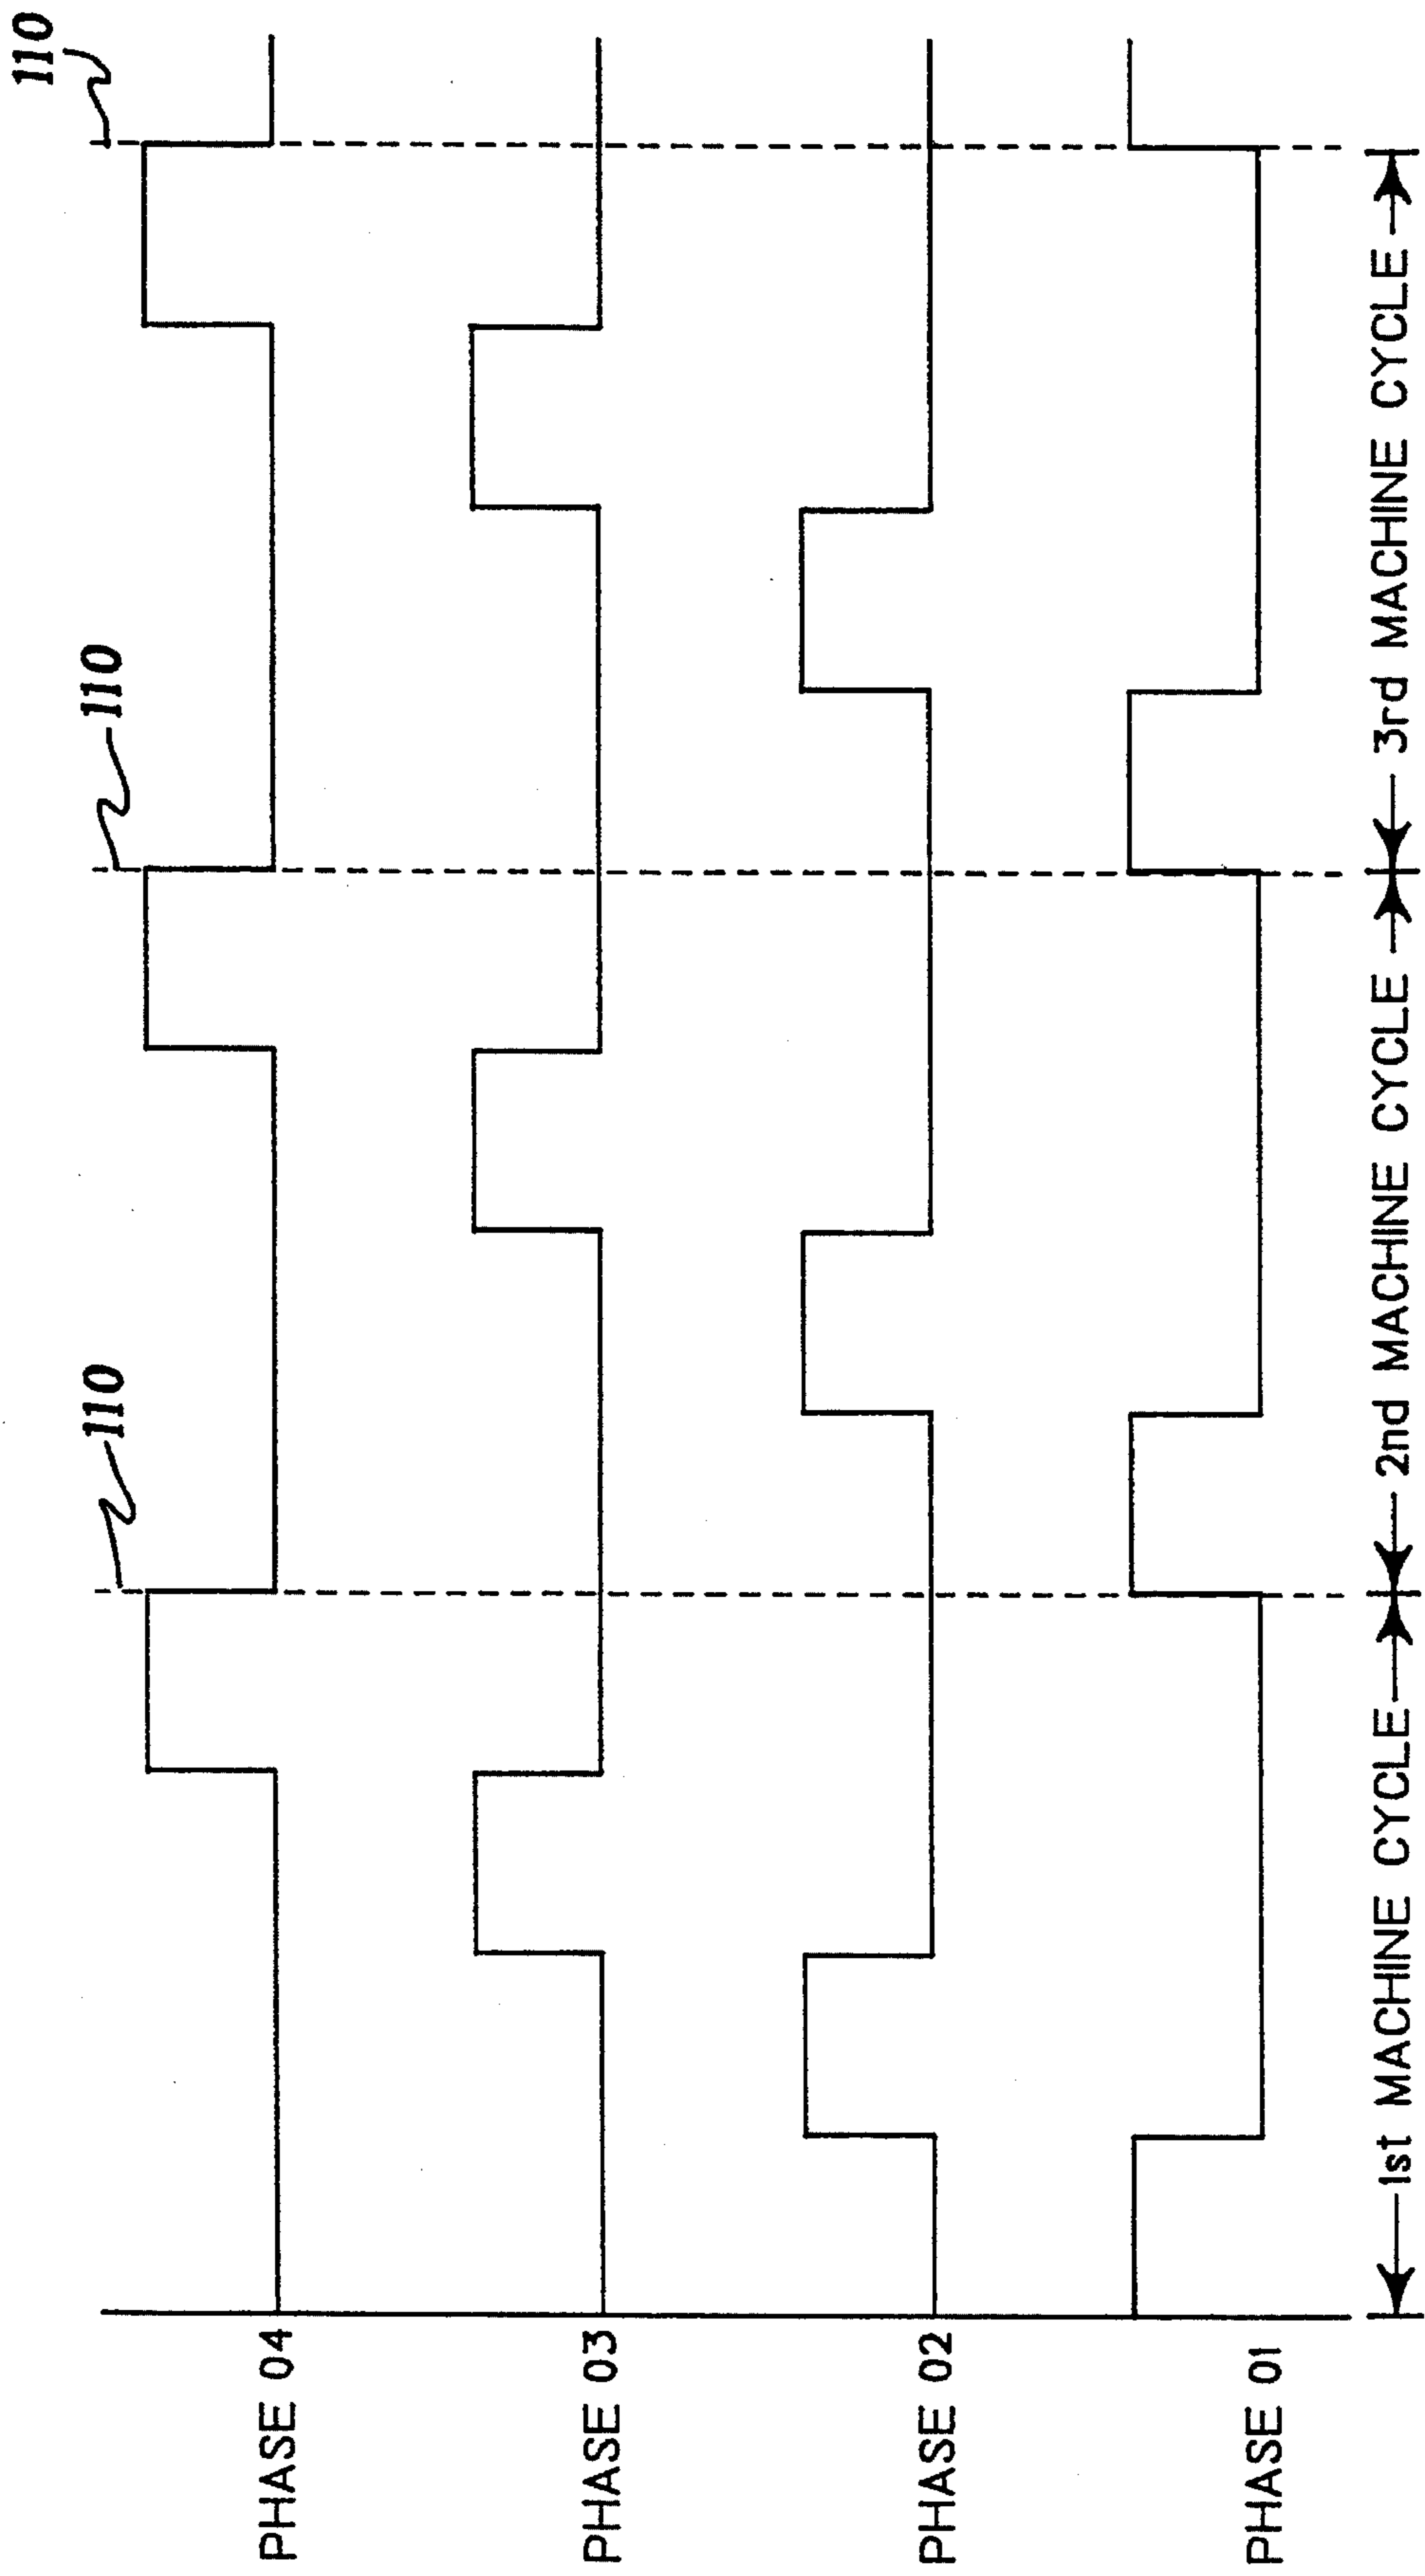 110
110
110
PHASE 04
PHASE 03
PHASE 02
PHASE 01
1st MACHINE CYCLE
2nd MACHINE CYCLE
3rd MACHINE CYCLE